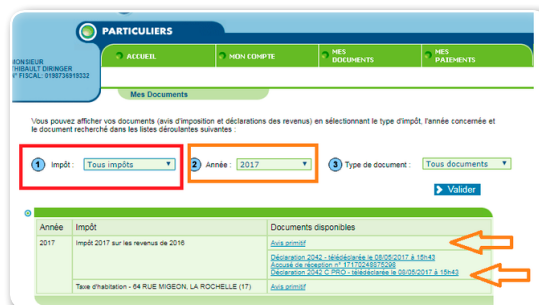 PARTICULIERS
MONSIEUR
THIBAULT DIRINGER
N° FISCAL: 0198736919332
ACCUEIL
MON COMPTE
MES DOCUMENTS
MES PAIEMENTS
Mes Documents
Vous pouvez afficher vos documents (avis d'imposition et déclarations des revenus) en sélectionnant le type d'impôt, l'année concernée et
le document recherché dans les listes déroulantes suivantes :
1 Impôt : Tous impôts
2 Année : 2017
3 Type de document : Tous documents
Valider
Année Impôt Documents disponibles
2017 Impôt 2017 sur les revenus de 2016 Avis primitif
Déclaration 2042 - télédéclarée le 08/05/2017 à 15h43
Accusé de réception n° 17170248875298
Déclaration 2042 C PRO - télédéclarée le 08/05/2017 à 15h43
Taxe d'habitation - 64 RUE MIGEON, LA ROCHELLE (17) Avis primitif